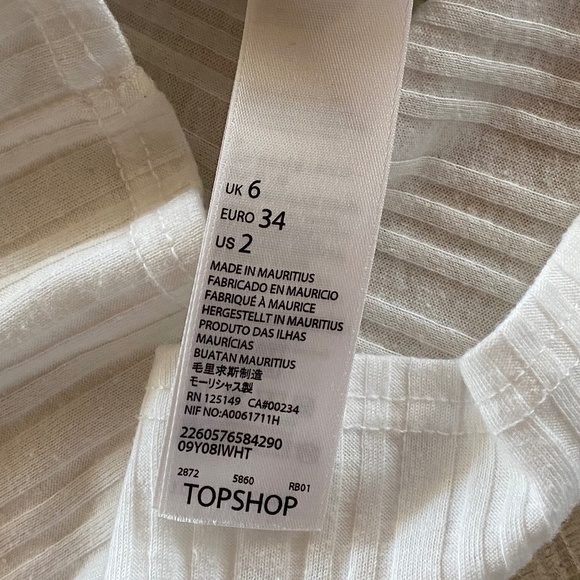 UK 6
EURO 34
US 2
MADE IN MAURITIUS
FABRICADO EN MAURICIO
FABRIQUÉ À MAURICE
HERGESTELLT IN MAURITIUS
PRODUTO DAS ILHAS
MAURÍCIAS
BUATAN MAURITIUS
毛里求斯制造
モーリシャス製
RN 125149 CA#00234
NIF NO:A0061711H
2260576584290
09Y08IWHT
2872 5860 RB01
TOPSHOP